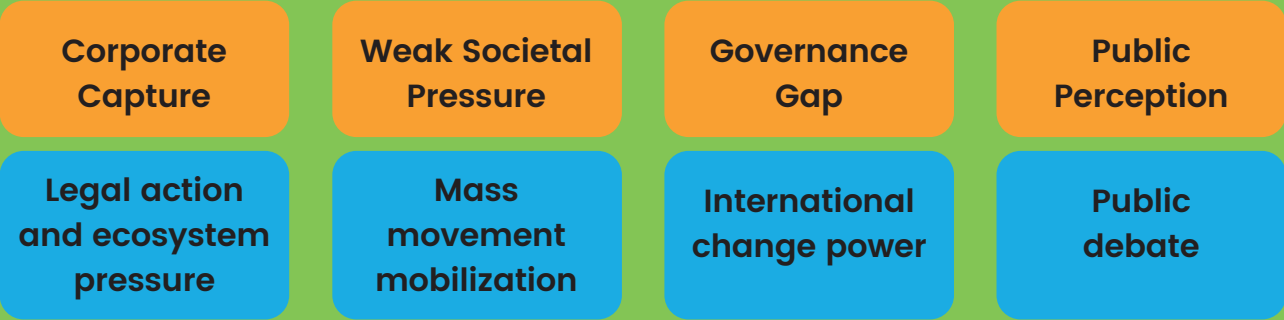 Corporate
Capture
Weak Societal
Pressure
Governance
Gap
Public
Perception
Legal action
and ecosystem
pressure
Mass
movement
mobilization
International
change power
Public
debate